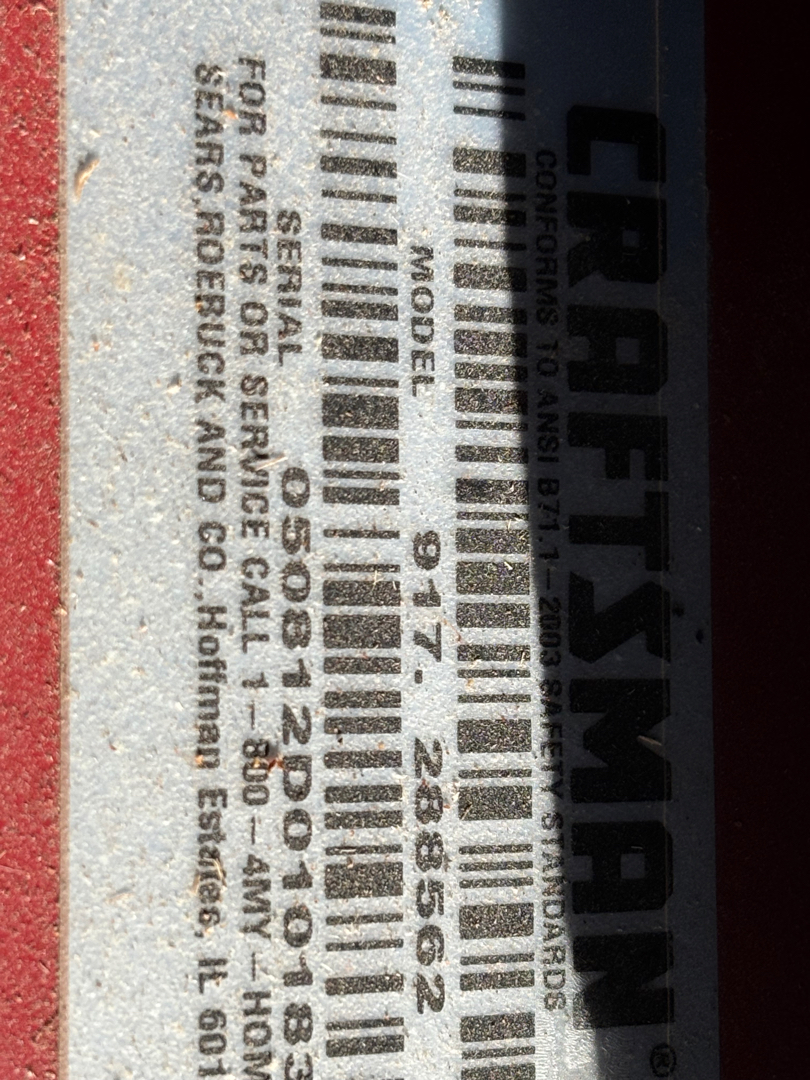 CRAFTSMAN®
CONFORMS TO ANSI B71.1-2003 SAFETY STANDARDS
MODEL 917. 288562
SERIAL 050812D010183
FOR PARTS OR SERVICE CALL 1-800-4MY-HOM
SEARS,ROEBUCK AND CO., Hoffman Estates, IL 601